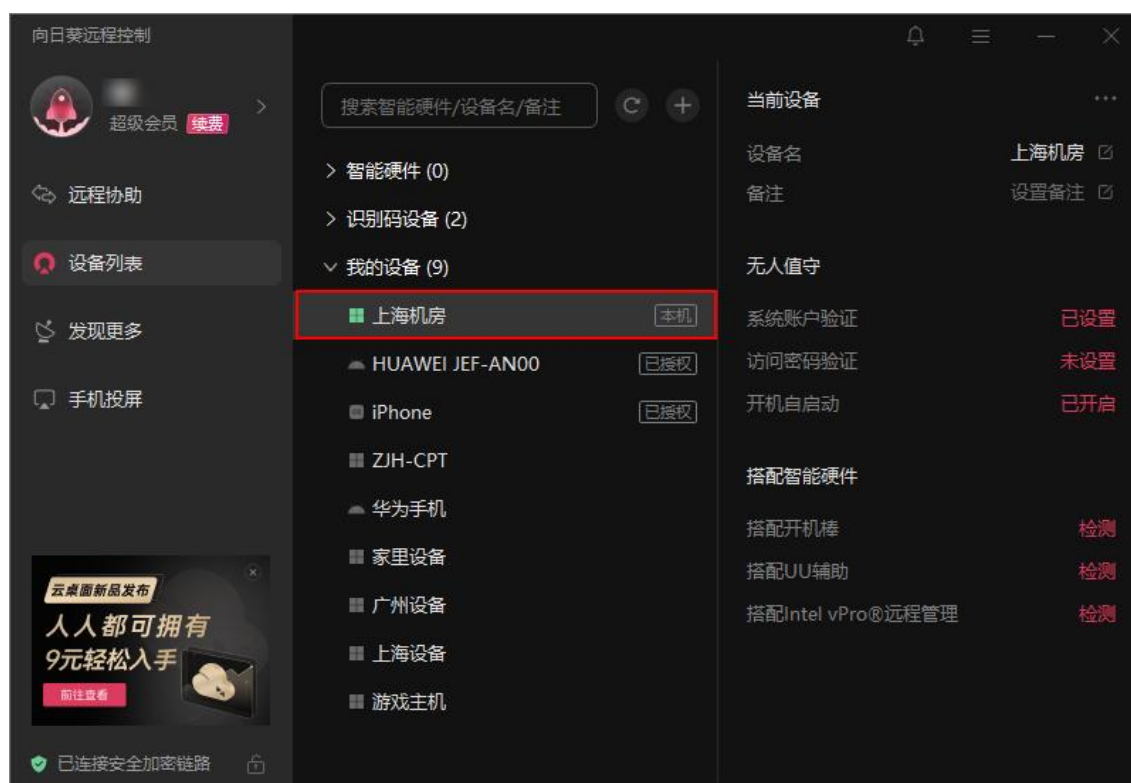 向日葵远程控制
超级会员 续费
远程协助
设备列表
发现更多
手机投屏
云桌面新品发布
人人都可拥有
9元轻松入手
前往查看
已连接安全加密链路
搜索智能硬件/设备名/备注
智能硬件 (0)
识别码设备 (2)
我的设备 (9)
上海机房 本机
HUAWEI JEF-AN00 已授权
iPhone 已授权
ZJH-CPT
华为手机
家里设备
广州设备
上海设备
游戏主机
当前设备
设备名 上海机房
备注 设置备注
无人值守
系统账户验证 已设置
访问密码验证 未设置
开机自启动 已开启
搭配智能硬件
搭配开机棒 检测
搭配UU辅助 检测
搭配Intel vPro®远程管理 检测